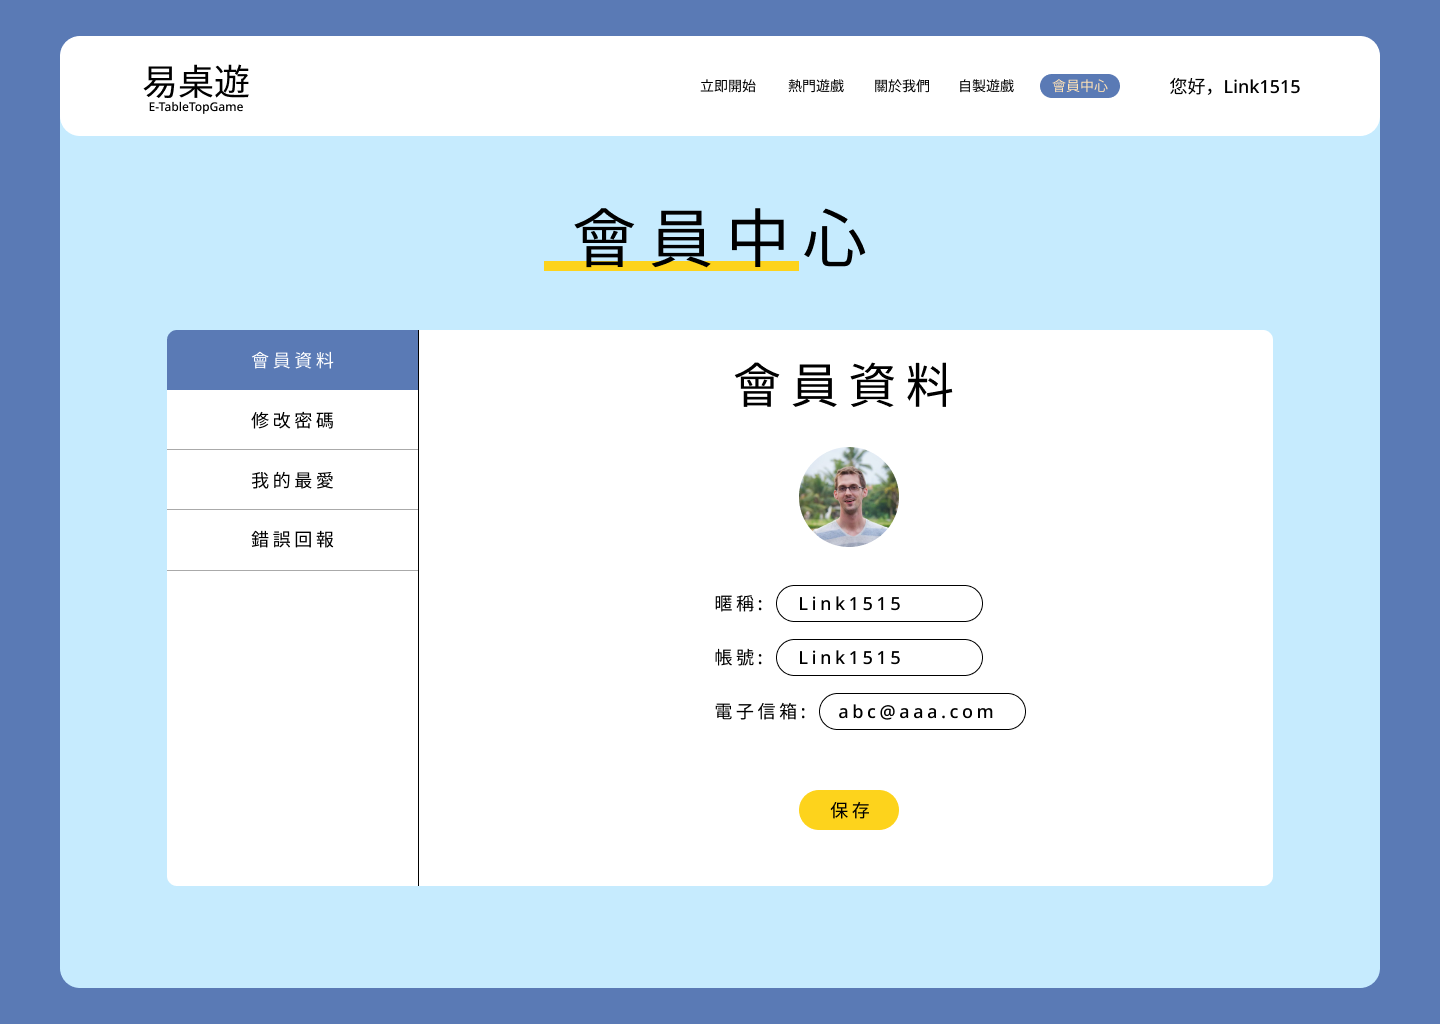 易桌遊
E-TableTopGame
立即開始
熱門遊戲
關於我們
自製遊戲
會員中心
您好，Link1515
會員中心
會員資料
修改密碼
我的最愛
錯誤回報
會員資料
暱稱: Link1515
帳號: Link1515
電子信箱: abc@aaa.com
保存